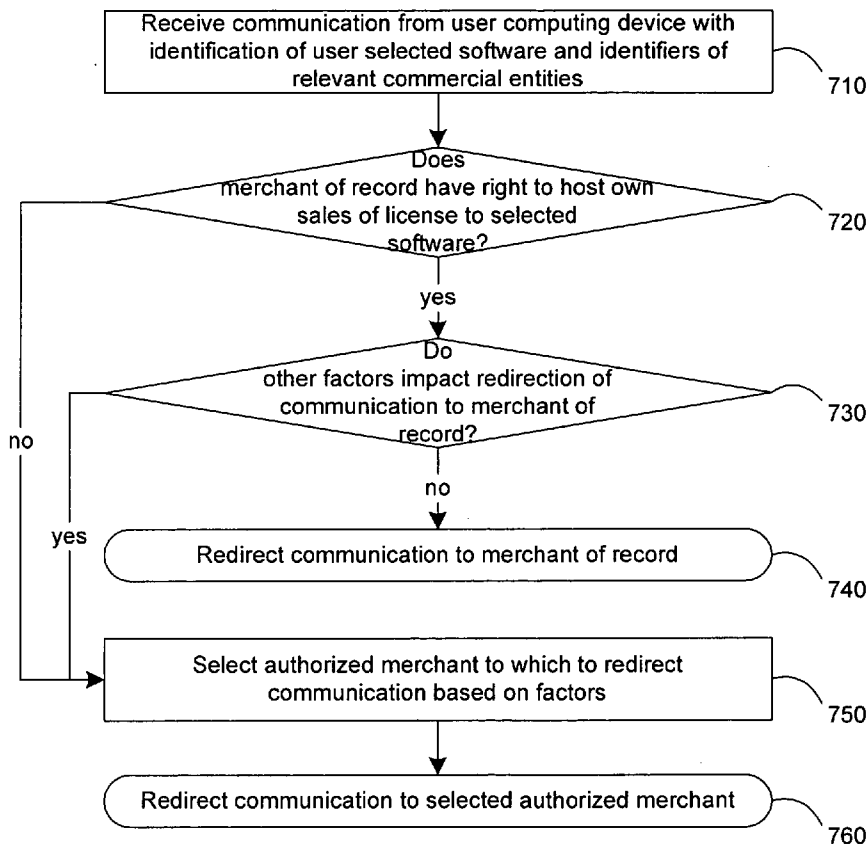 Receive communication from user computing device with
identification of user selected software and identifiers of
relevant commercial entities
710
Does
merchant of record have right to host own
sales of license to selected
software?
720
yes
Do
other factors impact redirection of
communication to merchant of
record?
730
no
no
yes
Redirect communication to merchant of record
740
Select authorized merchant to which to redirect
communication based on factors
750
Redirect communication to selected authorized merchant
760